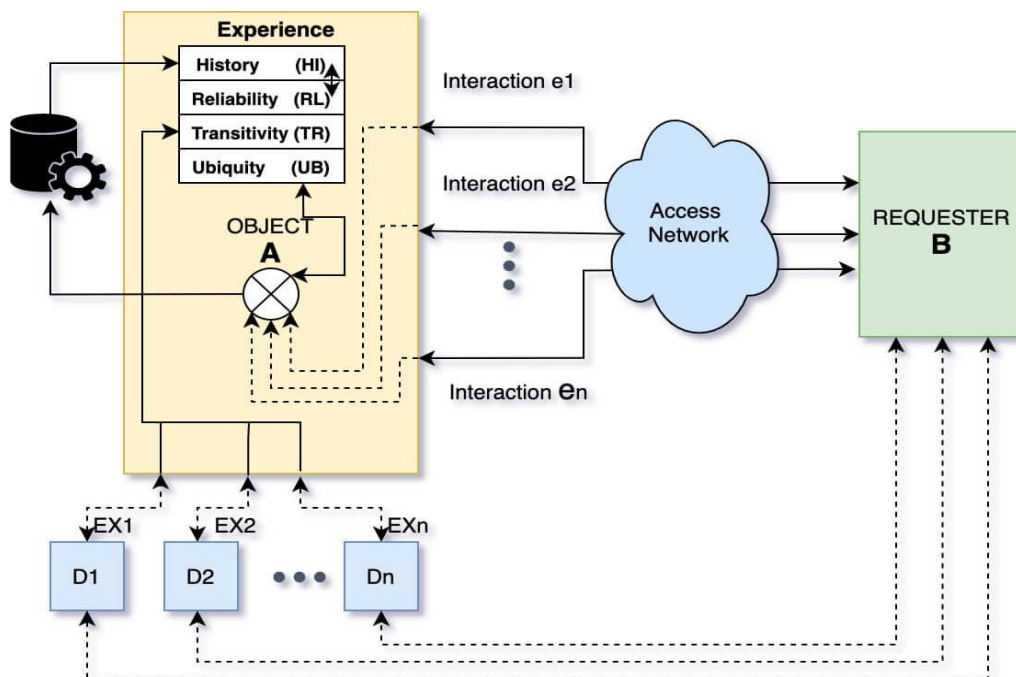 Experience
History (HI)
Reliability (RL)
Transitivity (TR)
Ubiquity (UB)
OBJECT
A
Interaction e1
Interaction e2
Interaction en
Access
Network
REQUESTER
B
EX1
EX2
EXn
D1
D2
Dn